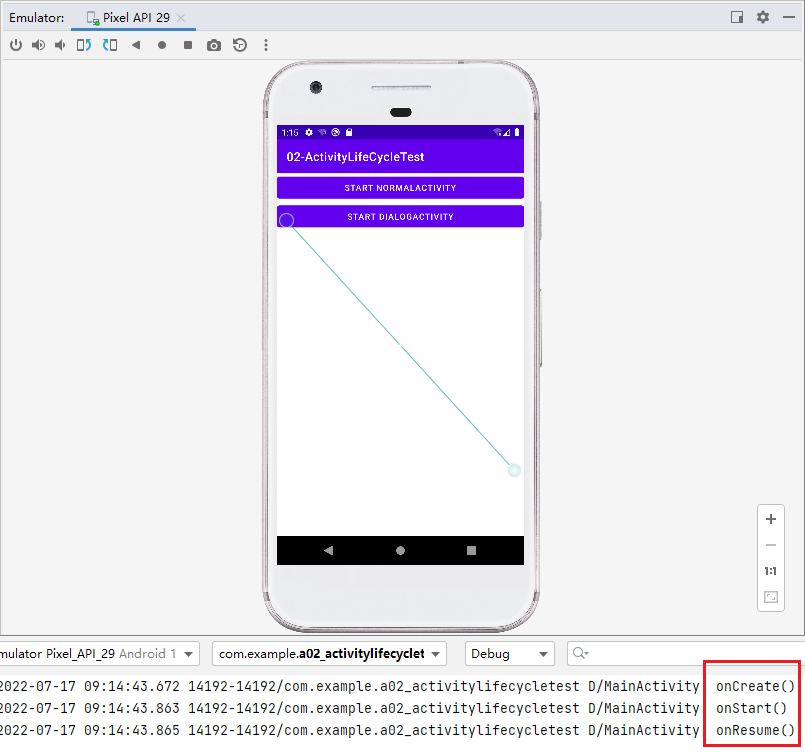 Emulator: Pixel API 29
1:15
02-ActivityLifeCycleTest
START NORMALACTIVITY
START DIALOGACTIVITY
1:1
mulator Pixel_API_29 Android 1 com.example.a02_activitylifecyclet Debug
2022-07-17 09:14:43.672 14192-14192/com.example.a02_activitylifecycletest D/MainActivity onCreate()
2022-07-17 09:14:43.863 14192-14192/com.example.a02_activitylifecycletest D/MainActivity onStart()
2022-07-17 09:14:43.865 14192-14192/com.example.a02_activitylifecycletest D/MainActivity onResume()